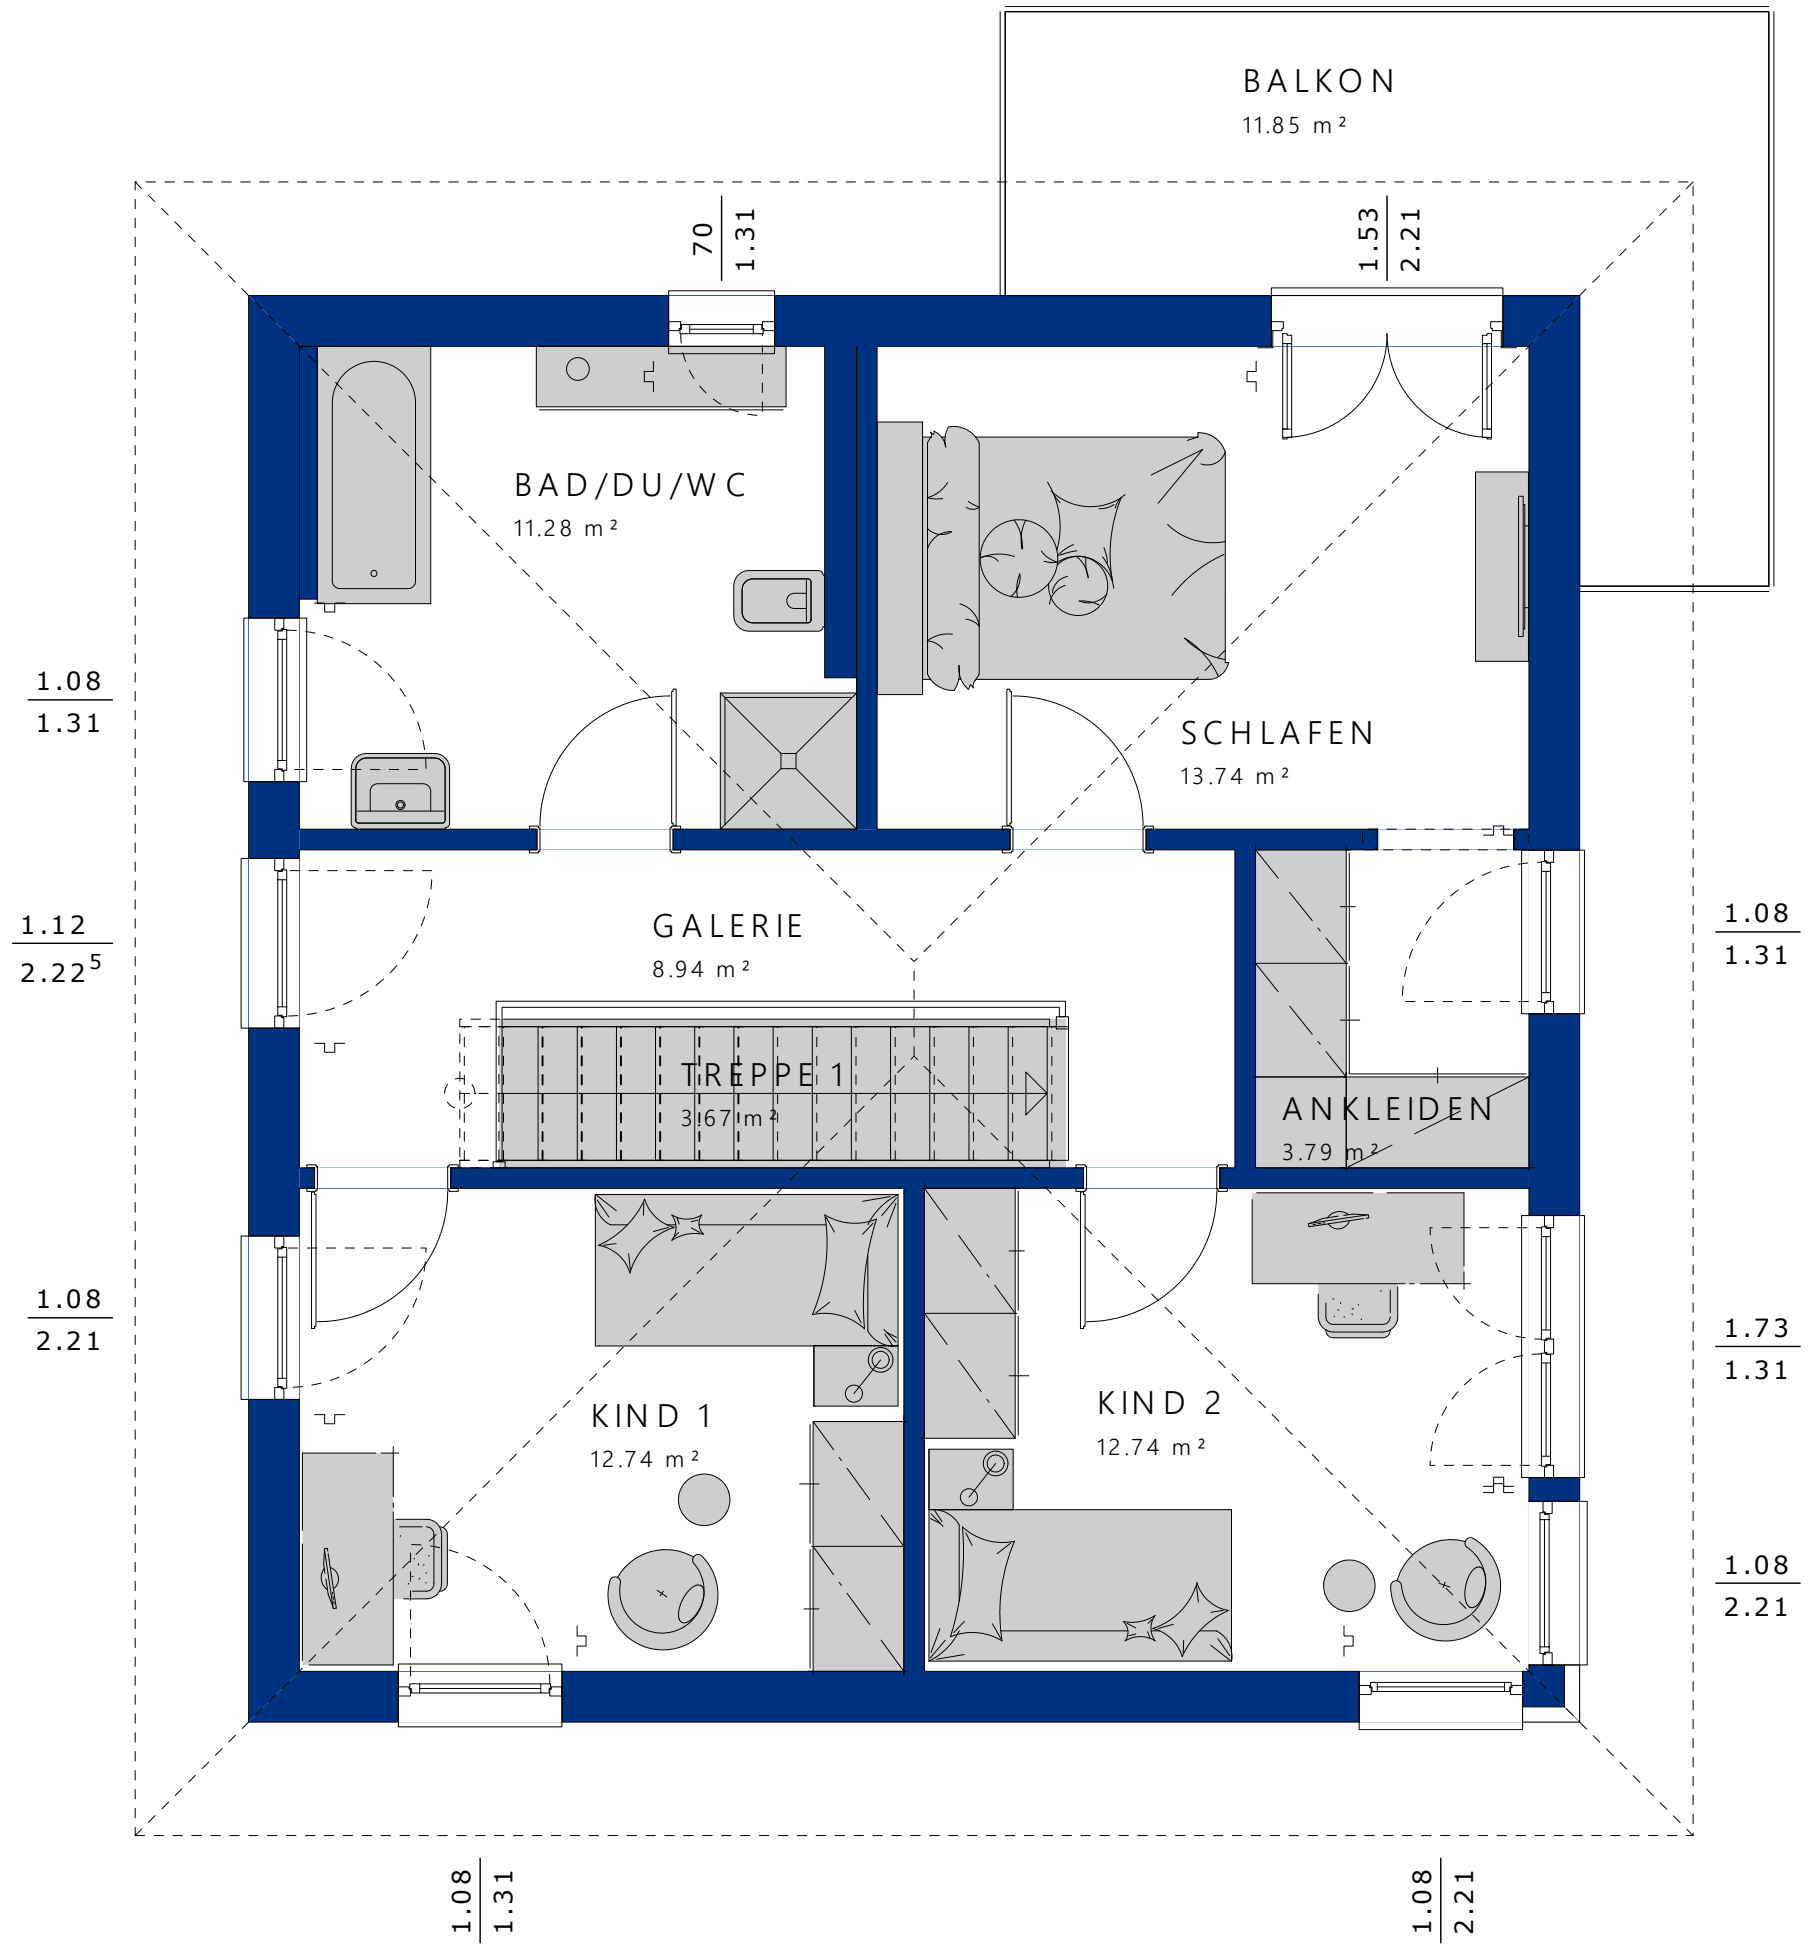 BALKON
11.85 m²
70
1.31
1.53
2.21
BAD/DU/WC
11.28 m²
1.08
1.31
SCHLAFEN
13.74 m²
1.12
2.22⁵
GALERIE
8.94 m²
1.08
1.31
TREPPE 1
3.67 m²
ANKLEIDEN
3.79 m²
1.08
2.21
1.73
1.31
KIND 1
12.74 m²
KIND 2
12.74 m²
1.08
2.21
1.08
1.31
1.08
2.21